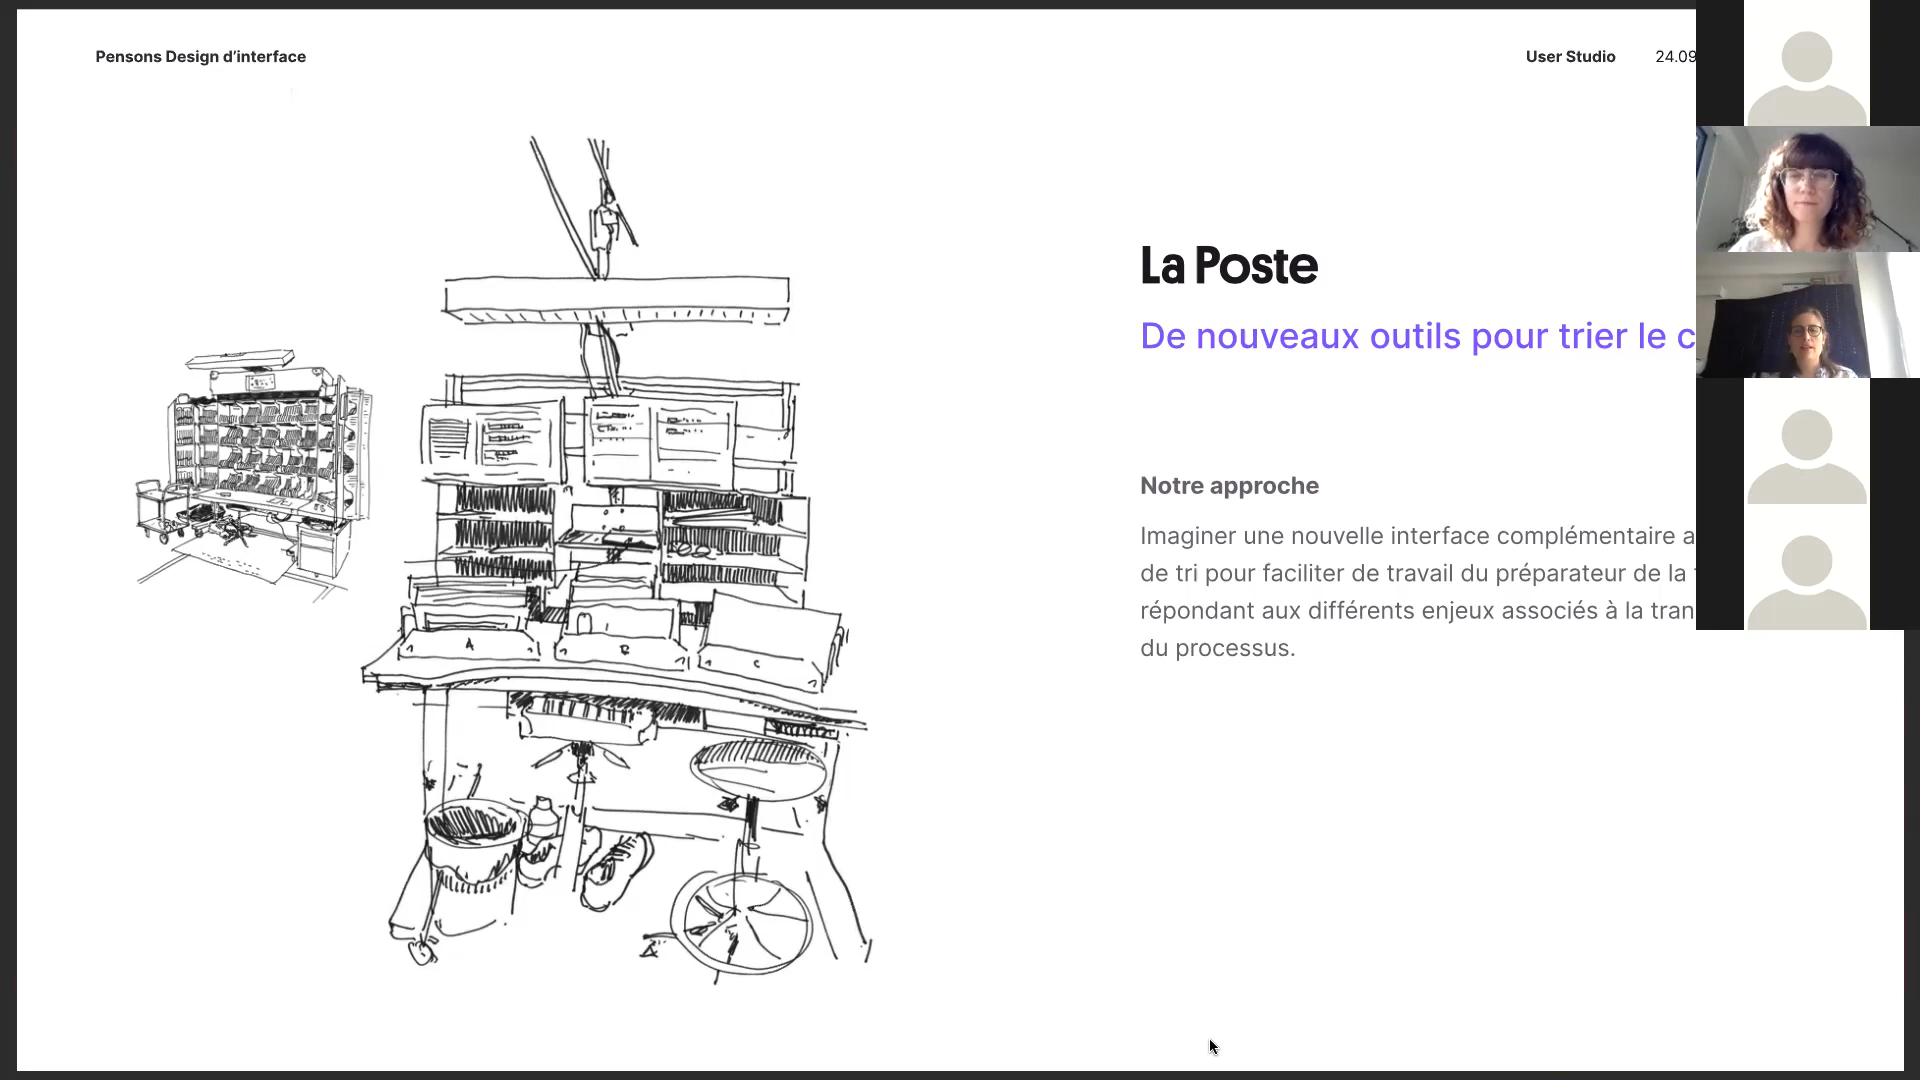 Pensons Design d’interface
User Studio 24.09
La Poste
De nouveaux outils pour trier le c
Notre approche
Imaginer une nouvelle interface complémentaire a
de tri pour faciliter de travail du préparateur de la
répondant aux différents enjeux associés à la tran
du processus.
A
B
C